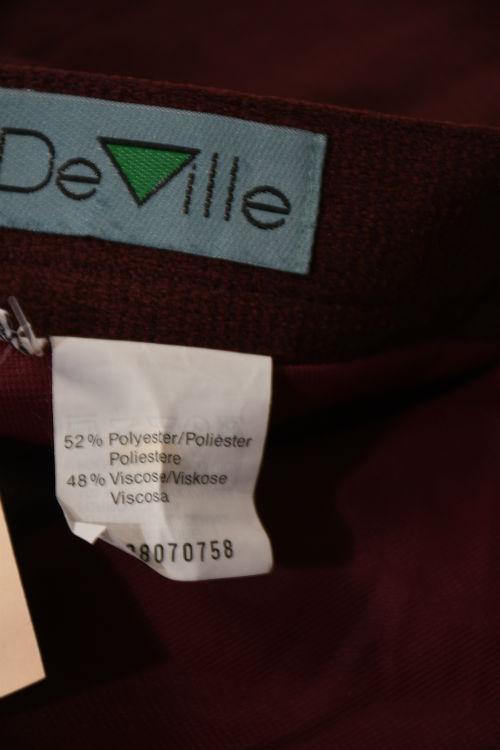 DeVille
52% Polyester/Poliéster
Poliestere
48% Viscose/Viskose
Viscosa
8070758